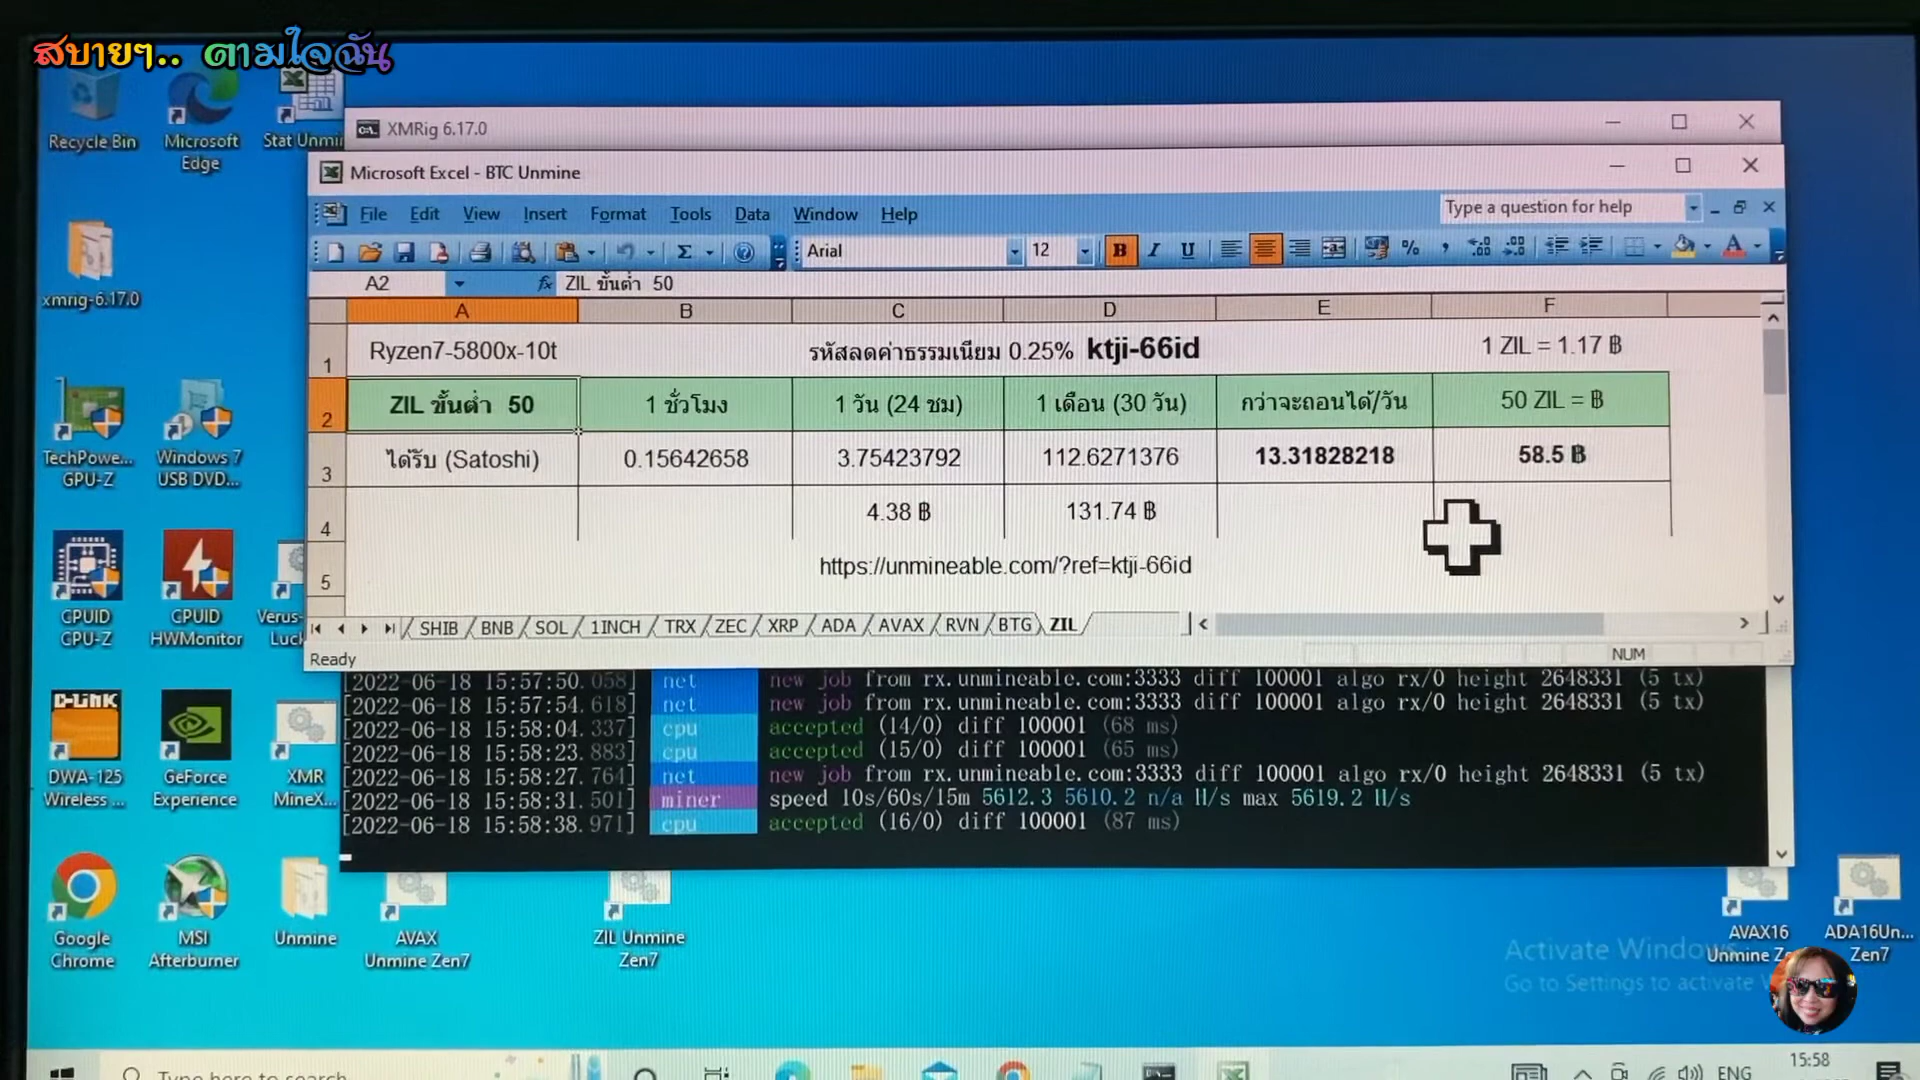 สบายๆ.. ตามใจฉัน
Recycle Bin
Microsoft Edge
Stat Unmi
XMRig 6.17.0
Microsoft Excel - BTC Unmine
File Edit View Insert Format Tools Data Window Help
Type a question for help
Arial 12 B I U
A2 fx ZIL ขั้นต่ำ 50
A B C D E F
1 Ryzen7-5800x-10t รหัสลดค่าธรรมเนียม 0.25% ktji-66id 1 ZIL = 1.17 ฿
2 ZIL ขั้นต่ำ 50 1 ชั่วโมง 1 วัน (24 ชม) 1 เดือน (30 วัน) กว่าจะถอนได้/วัน 50 ZIL = ฿
3 ได้รับ (Satoshi) 0.15642658 3.75423792 112.6271376 13.31828218 58.5 ฿
4 4.38 ฿ 131.74 ฿
5 https://unmineable.com/?ref=ktji-66id
SHIB BNB SOL 1INCH TRX ZEC XRP ADA AVAX RVN BTG ZIL
Ready NUM
[2022-06-18 15:57:50.058] net new job from rx.unmineable.com:3333 diff 100001 algo rx/0 height 2648331 (5 tx)
[2022-06-18 15:57:54.618] net new job from rx.unmineable.com:3333 diff 100001 algo rx/0 height 2648331 (5 tx)
[2022-06-18 15:58:04.337] cpu accepted (14/0) diff 100001 (68 ms)
[2022-06-18 15:58:23.883] cpu accepted (15/0) diff 100001 (65 ms)
[2022-06-18 15:58:27.764] net new job from rx.unmineable.com:3333 diff 100001 algo rx/0 height 2648331 (5 tx)
[2022-06-18 15:58:31.501] miner speed 10s/60s/15m 5612.3 5610.2 n/a H/s max 5619.2 H/s
[2022-06-18 15:58:38.971] cpu accepted (16/0) diff 100001 (87 ms)
xmrig-6.17.0
TechPowe... GPU-Z
Windows 7 USB DVD...
CPUID CPU-Z
CPUID HWMonitor
Verus- Luck
D-Link
DWA-125 Wireless ...
GeForce Experience
XMR MineX...
Google Chrome
MSI Afterburner
Unmine
AVAX Unmine Zen7
ZIL Unmine Zen7
AVAX16 Unmine Ze
ADA16Un... Zen7
Activate Windows
Go to Settings to activate
Type here to search
ENG
15:58